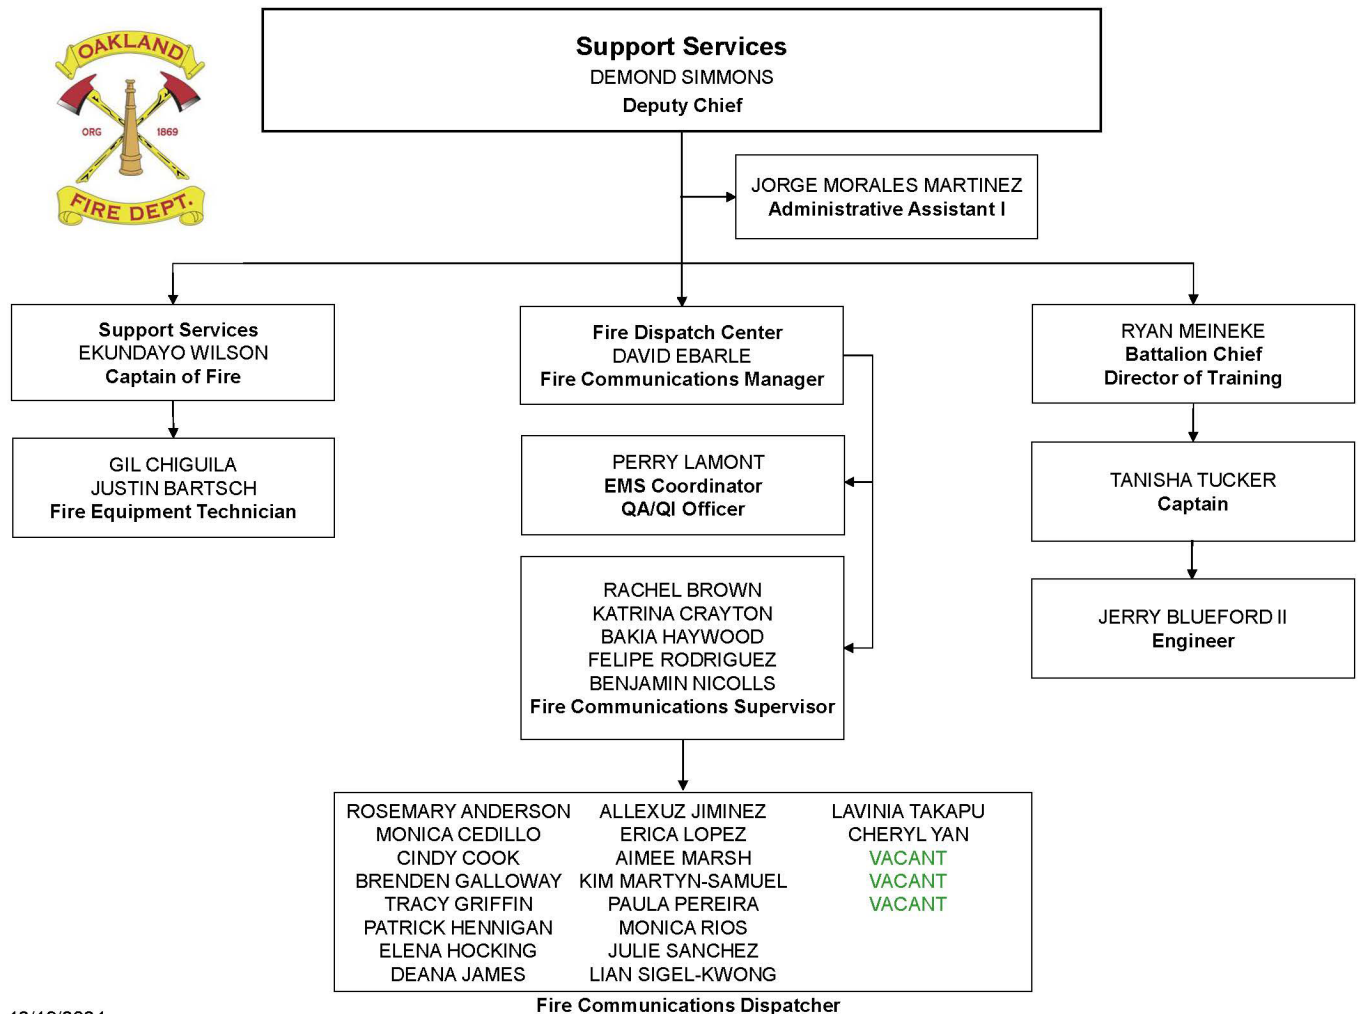 OAKLAND
ORG 1869
FIRE DEPT.
Support Services
DEMOND SIMMONS
Deputy Chief
JORGE MORALES MARTINEZ
Administrative Assistant I
Support Services
EKUNDAYO WILSON
Captain of Fire
GIL CHIGUILA
JUSTIN BARTSCH
Fire Equipment Technician
Fire Dispatch Center
DAVID EBARLE
Fire Communications Manager
PERRY LAMONT
EMS Coordinator
QA/QI Officer
RACHEL BROWN
KATRINA CRAYTON
BAKIA HAYWOOD
FELIPE RODRIGUEZ
BENJAMIN NICOLLS
Fire Communications Supervisor
RYAN MEINEKE
Battalion Chief
Director of Training
TANISHA TUCKER
Captain
JERRY BLUEFORD II
Engineer
ROSEMARY ANDERSON
MONICA CEDILLO
CINDY COOK
BRENDEN GALLOWAY
TRACY GRIFFIN
PATRICK HENNIGAN
ELENA HOCKING
DEANA JAMES
ALLEXUZ JIMINEZ
ERICA LOPEZ
AIMEE MARSH
KIM MARTYN-SAMUEL
PAULA PEREIRA
MONICA RIOS
JULIE SANCHEZ
LIAN SIGEL-KWONG
LAVINIA TAKAPU
CHERYL YAN
VACANT
VACANT
VACANT
Fire Communications Dispatcher